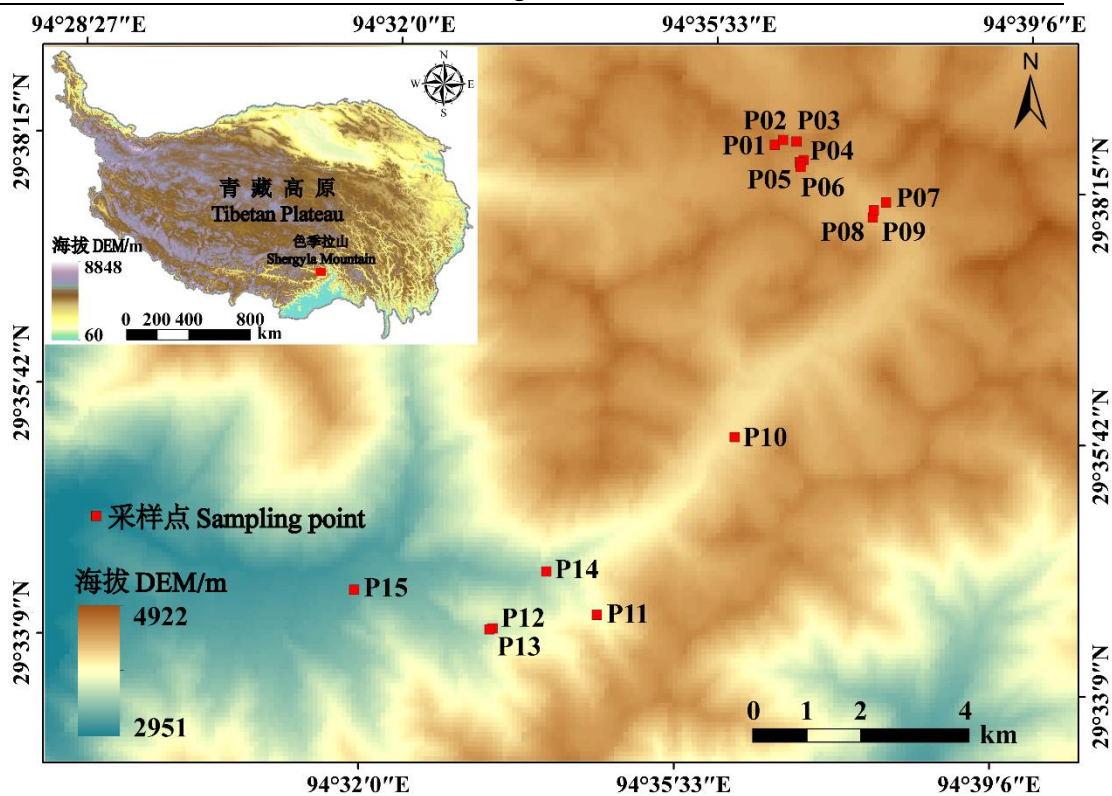 94°28′27″E 94°32′0″E 94°35′33″E 94°39′6″E
29°38′15″N
29°35′42″N
29°33′9″N
N
W E
S
青 藏 高 原
Tibetan Plateau
色季拉山
Shergyla Mountain
海拔 DEM/m
8848
60
0 200 400 800
km
N
P02 P03
P01 P04
P05 P06
P07
P08 P09
P10
P14
P15
P11
P12
P13
采样点 Sampling point
海拔 DEM/m
4922
2951
0 1 2 4
km
29°38′15″N
29°35′42″N
29°33′9″N
94°32′0″E 94°35′33″E 94°39′6″E